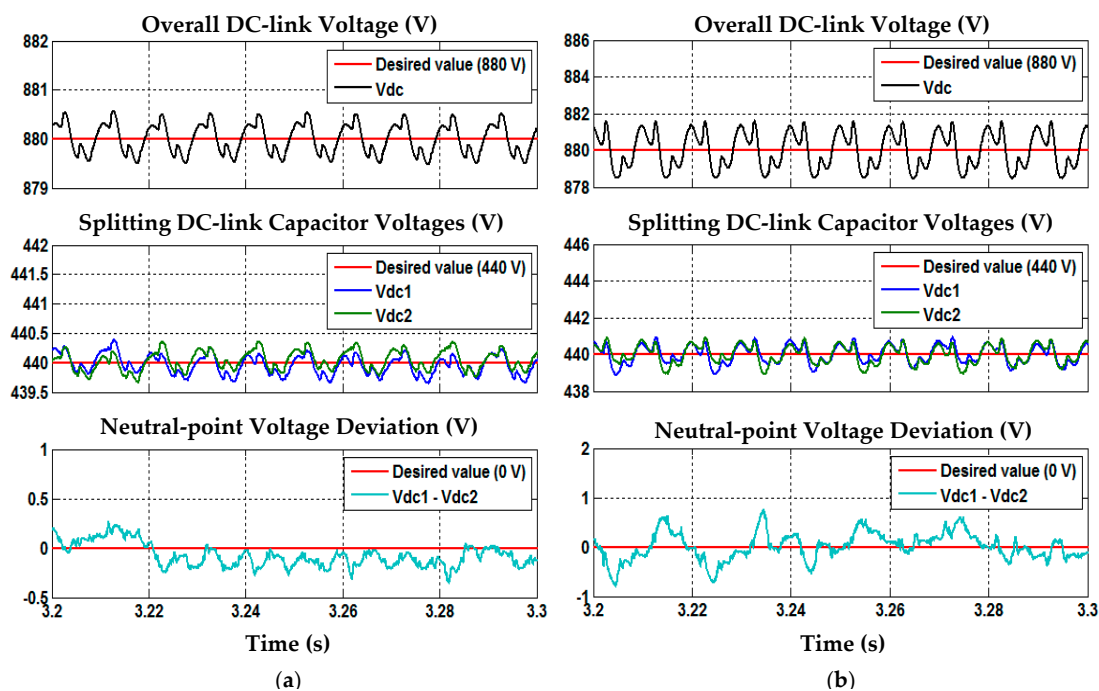 Overall DC-link Voltage (V)
882
881
880
879
Desired value (880 V)
Vdc
Splitting DC-link Capacitor Voltages (V)
442
441.5
441
440.5
440
439.5
Desired value (440 V)
Vdc1
Vdc2
Neutral-point Voltage Deviation (V)
1
0.5
0
-0.5
Desired value (0 V)
Vdc1 - Vdc2
3.2 3.22 3.24 3.26 3.28 3.3
Time (s)
(a)
Overall DC-link Voltage (V)
886
884
882
880
878
Desired value (880 V)
Vdc
Splitting DC-link Capacitor Voltages (V)
446
444
442
440
438
Desired value (440 V)
Vdc1
Vdc2
Neutral-point Voltage Deviation (V)
2
1
0
-1
Desired value (0 V)
Vdc1 - Vdc2
3.2 3.22 3.24 3.26 3.28 3.3
Time (s)
(b)